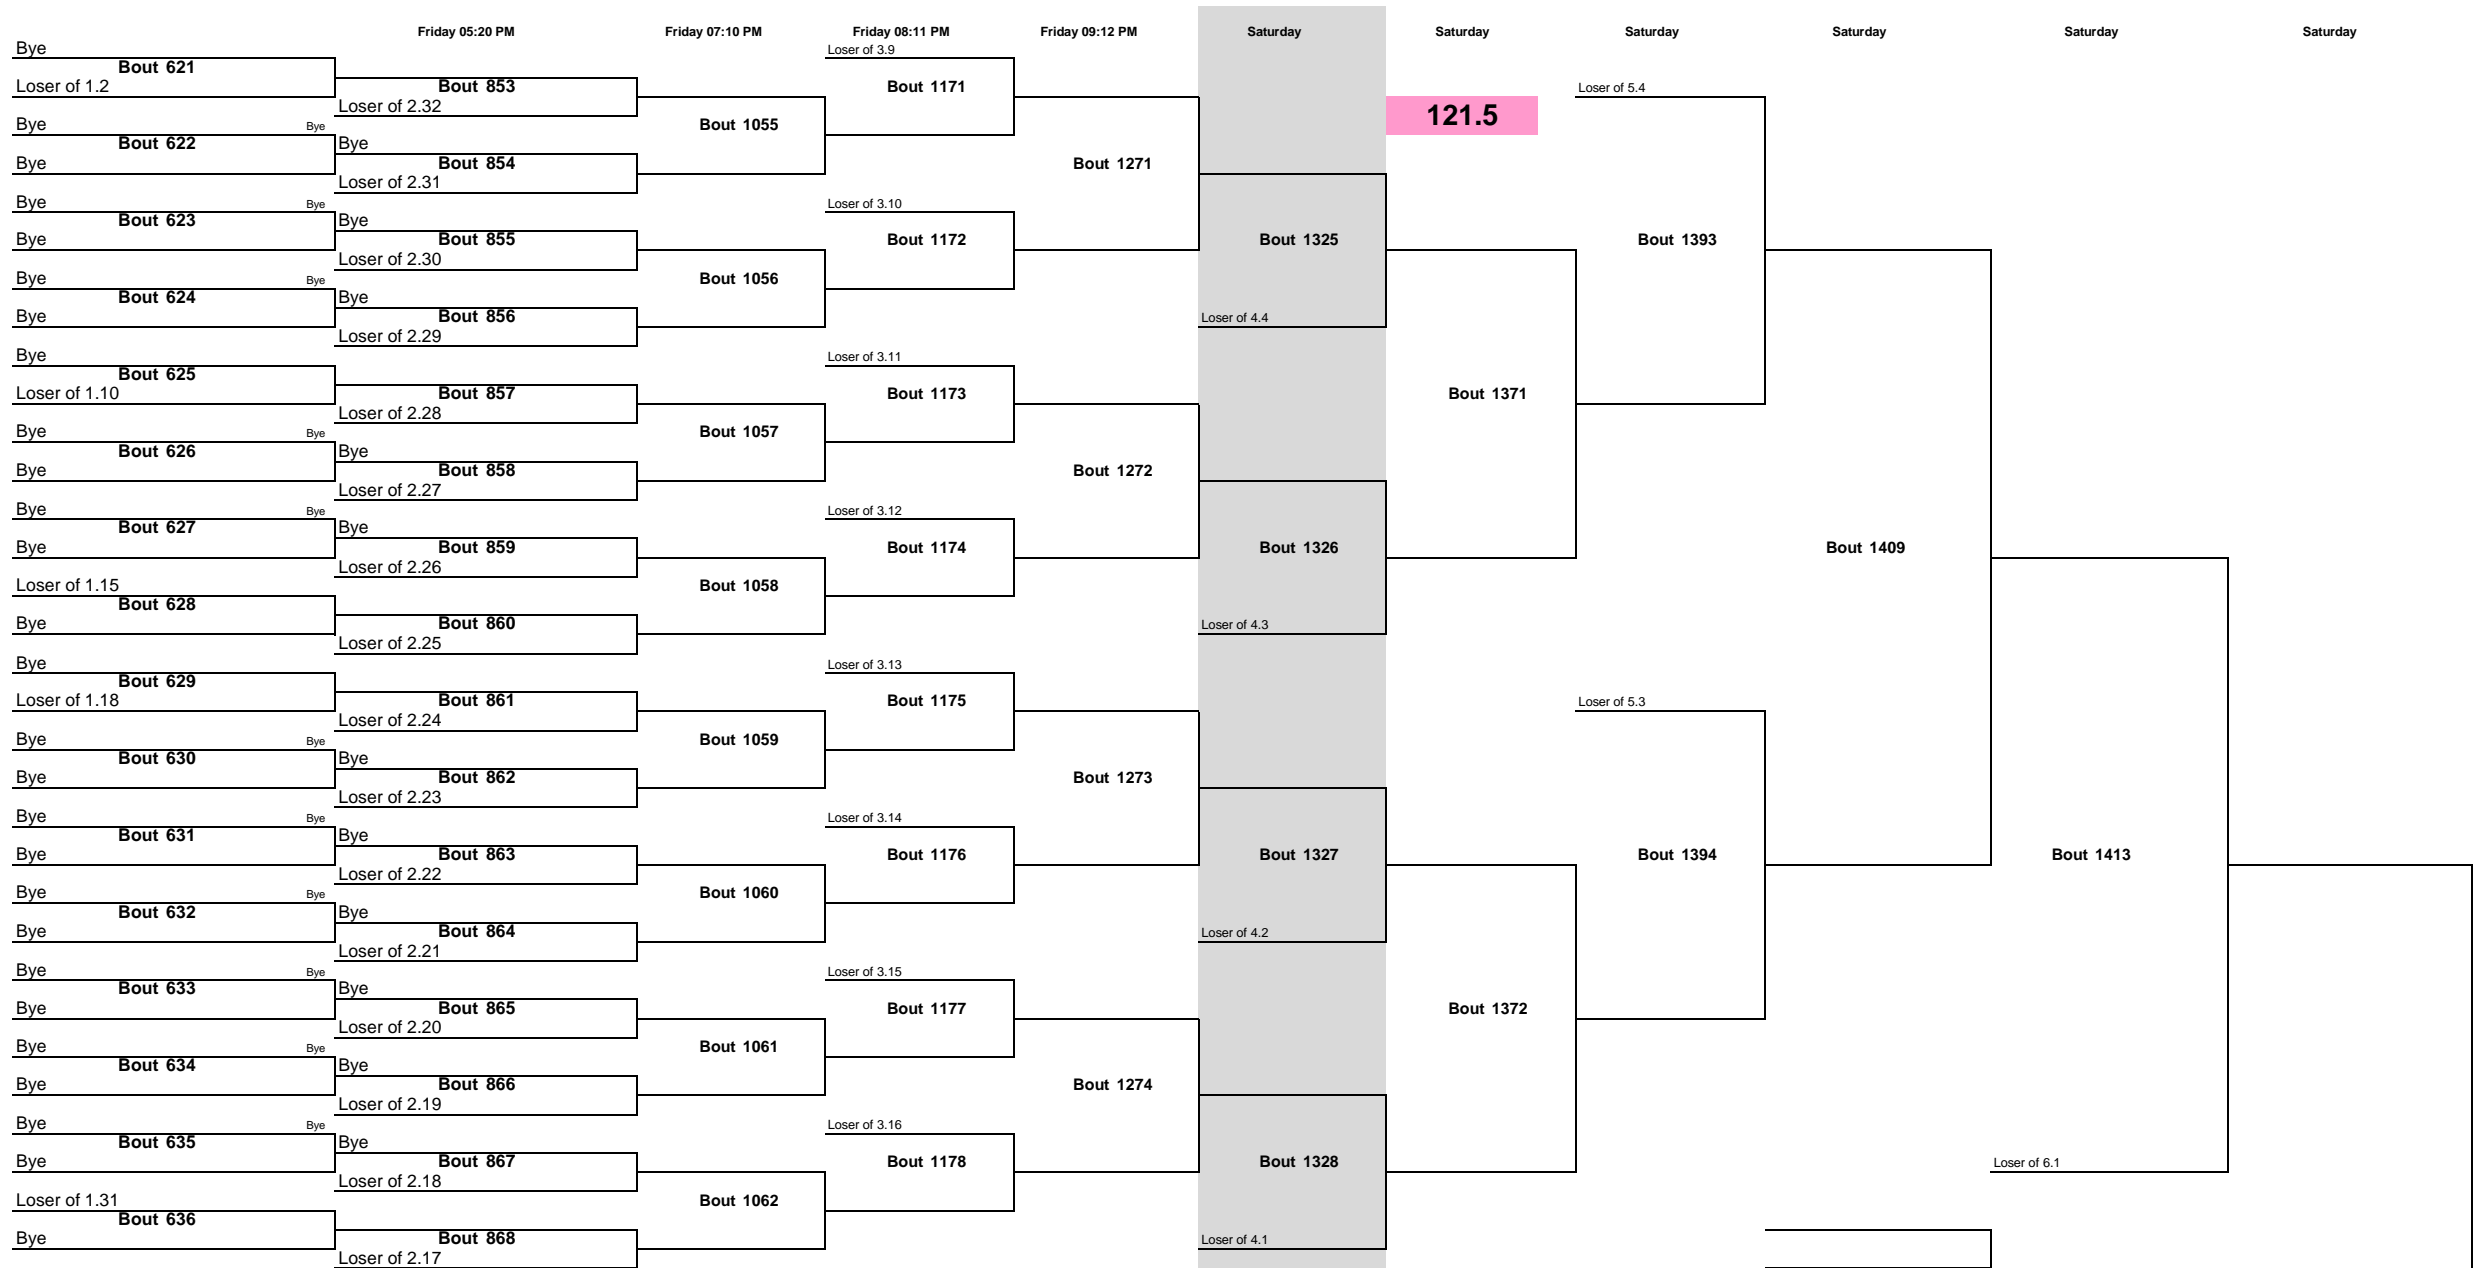 Friday 05:20 PM Friday 07:10 PM Friday 08:11 PM Friday 09:12 PM Saturday Saturday Saturday Saturday Saturday Saturday
Bye Loser of 3.9
Bout 621
Loser of 1.2 Bout 853 Bout 1171 Loser of 5.4
Loser of 2.32
Bye Bye Bout 1055 121.5
Bout 622 Bye
Bye Bout 854 Bout 1271
Loser of 2.31
Bye Bye Loser of 3.10
Bout 623 Bye
Bye Bout 855 Bout 1172 Bout 1325 Bout 1393
Loser of 2.30
Bye Bye Bout 1056
Bout 624 Bye
Bye Bout 856 Loser of 4.4
Loser of 2.29
Bye Loser of 3.11
Bout 625
Loser of 1.10 Bout 857 Bout 1173 Bout 1371
Loser of 2.28
Bye Bye Bout 1057
Bout 626 Bye
Bye Bout 858 Bout 1272
Loser of 2.27
Bye Bye Loser of 3.12
Bout 627 Bye
Bye Bout 859 Bout 1174 Bout 1326 Bout 1409
Loser of 2.26
Loser of 1.15 Bout 1058
Bout 628
Bye Bout 860 Loser of 4.3
Loser of 2.25
Bye Loser of 3.13
Bout 629
Loser of 1.18 Bout 861 Bout 1175 Loser of 5.3
Loser of 2.24
Bye Bye Bout 1059
Bout 630 Bye
Bye Bout 862 Bout 1273
Loser of 2.23
Bye Bye Loser of 3.14
Bout 631 Bye
Bye Bout 863 Bout 1176 Bout 1327 Bout 1394 Bout 1413
Loser of 2.22
Bye Bye Bout 1060
Bout 632 Bye
Bye Bout 864 Loser of 4.2
Loser of 2.21
Bye Bye Loser of 3.15
Bout 633 Bye
Bye Bout 865 Bout 1177 Bout 1372
Loser of 2.20
Bye Bye Bout 1061
Bout 634 Bye
Bye Bout 866 Bout 1274
Loser of 2.19
Bye Bye Loser of 3.16
Bout 635 Bye
Bye Bout 867 Bout 1178 Bout 1328 Loser of 6.1
Loser of 2.18
Loser of 1.31 Bout 1062
Bout 636
Bye Bout 868 Loser of 4.1
Loser of 2.17